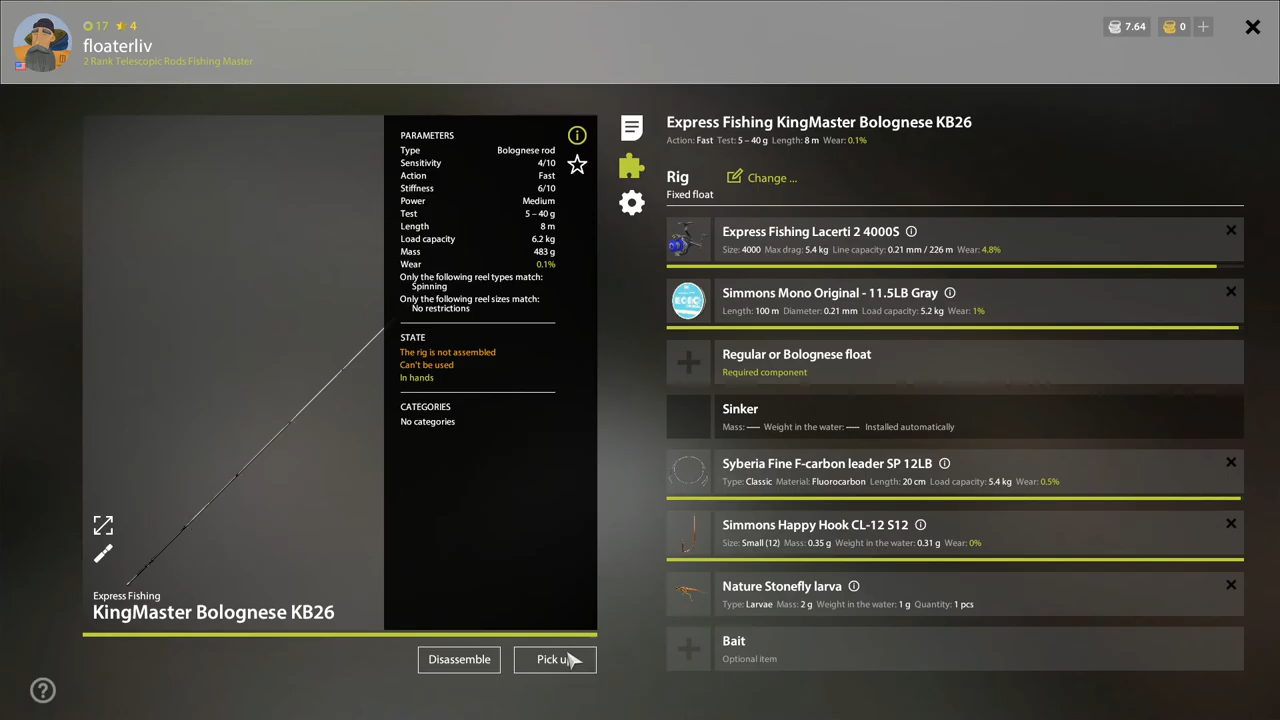 17 4
floaterliv
2 Rank Telescopic Rods Fishing Master
7.64 0
PARAMETERS
Type Bolognese rod
Sensitivity 4/10
Action Fast
Stiffness 6/10
Power Medium
Test 5 – 40 g
Length 8 m
Load capacity 6.2 kg
Mass 483 g
Wear 0.1%
Only the following reel types match:
Spinning
Only the following reel sizes match:
No restrictions
STATE
The rig is not assembled
Can't be used
In hands
CATEGORIES
No categories
Express Fishing
KingMaster Bolognese KB26
Disassemble
Pick u
Express Fishing KingMaster Bolognese KB26
Action: Fast Test: 5 – 40 g Length: 8 m Wear: 0.1%
Rig Change ...
Fixed float
Express Fishing Lacerti 2 4000S
Size: 4000 Max drag: 5.4 kg Line capacity: 0.21 mm / 226 m Wear: 4.8%
Simmons Mono Original - 11.5LB Gray
Length: 100 m Diameter: 0.21 mm Load capacity: 5.2 kg Wear: 1%
Regular or Bolognese float
Required component
Sinker
Mass: — Weight in the water: — Installed automatically
Syberia Fine F-carbon leader SP 12LB
Type: Classic Material: Fluorocarbon Length: 20 cm Load capacity: 5.4 kg Wear: 0.5%
Simmons Happy Hook CL-12 S12
Size: Small (12) Mass: 0.35 g Weight in the water: 0.31 g Wear: 0%
Nature Stonefly larva
Type: Larvae Mass: 2 g Weight in the water: 1 g Quantity: 1 pcs
Bait
Optional item